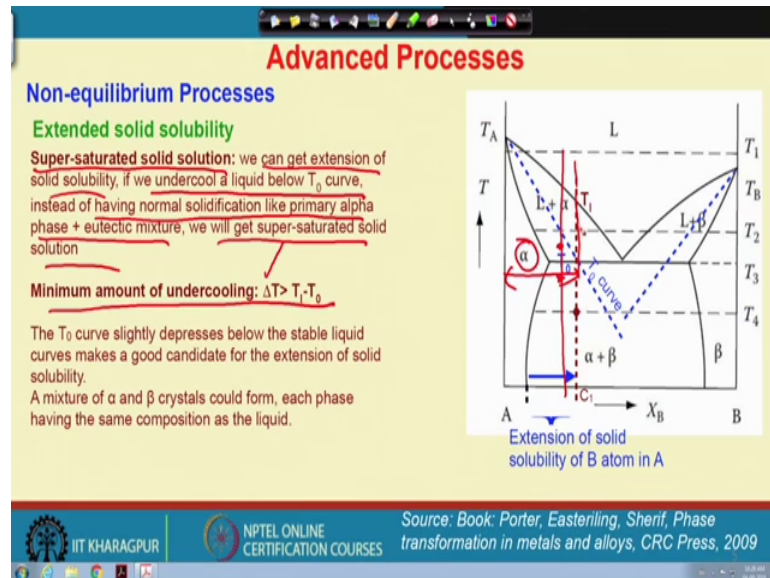 Advanced Processes
Non-equilibrium Processes
Extended solid solubility
Super-saturated solid solution: we can get extension of
solid solubility, if we undercool a liquid below T0 curve,
instead of having normal solidification like primary alpha
phase + eutectic mixture, we will get super-saturated solid
solution
Minimum amount of undercooling: ΔT> Tl-T0
The T0 curve slightly depresses below the stable liquid
curves makes a good candidate for the extension of solid
solubility.
A mixture of α and β crystals could form, each phase
having the same composition as the liquid.
TA
L
T1
T
L + α
Tl
TB
L+β
T2
α
T0 curve
T3
T4
α + β
β
C1
A
XB
B
Extension of solid
solubility of B atom in A
IIT KHARAGPUR
NPTEL ONLINE
CERTIFICATION COURSES
Source: Book: Porter, Easteriling, Sherif, Phase
transformation in metals and alloys, CRC Press, 2009